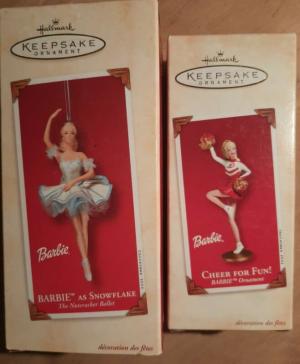 Hallmark
KEEPSAKE
ORNAMENT
Barbie
BARBIE™ AS SNOWFLAKE
The Nutcracker Ballet
décoration des fêtes
Hallmark
KEEPSAKE
ORNAMENT
Barbie
CHEER FOR FUN!
BARBIE™ Ornament
décoration des fêtes